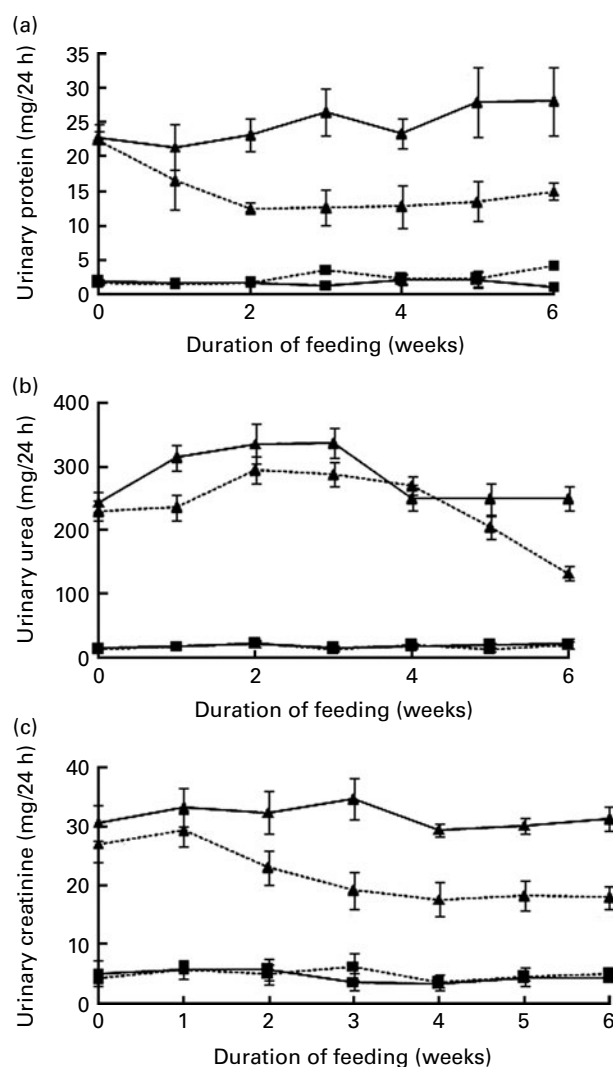 (a)
35
30
25
20
15
10
5
0
Urinary protein (mg/24 h)
0 2 4 6
Duration of feeding (weeks)
(b)
400
300
200
100
0
Urinary urea (mg/24 h)
0 2 4 6
Duration of feeding (weeks)
(c)
40
30
20
10
0
Urinary creatinine (mg/24 h)
0 1 2 3 4 5 6
Duration of feeding (weeks)